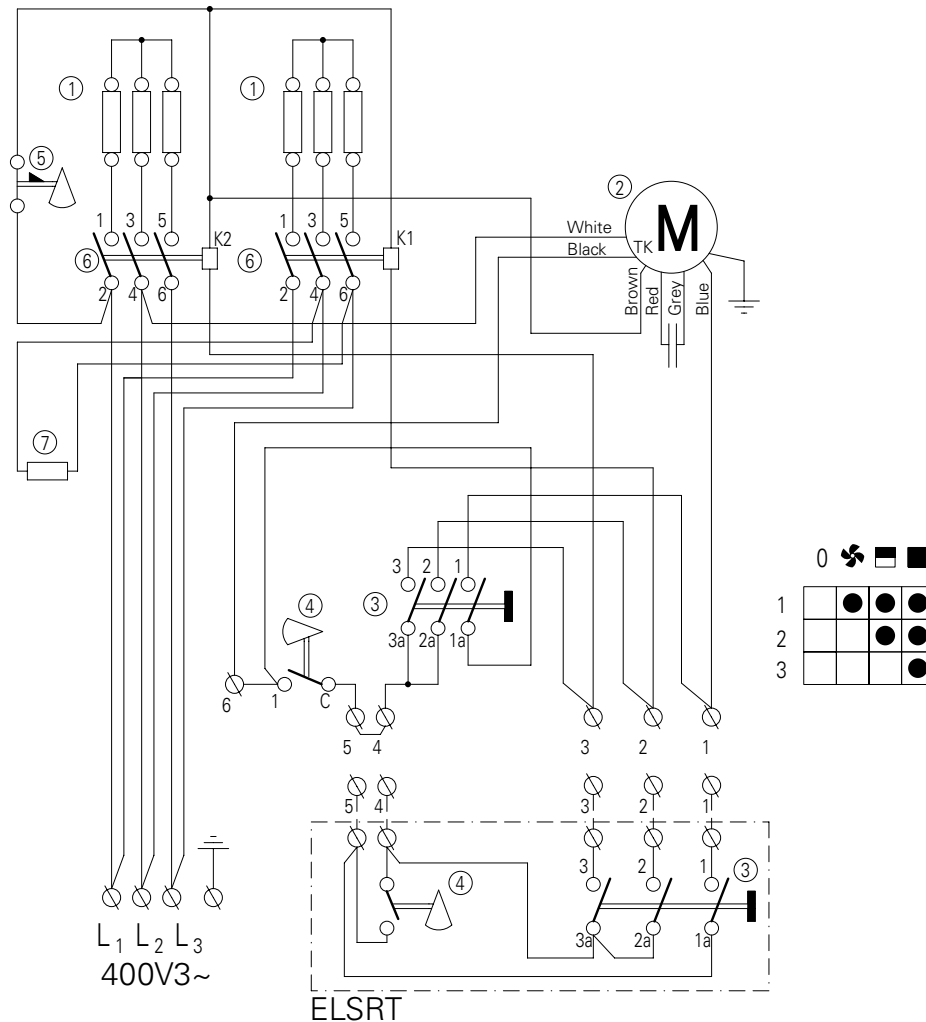 1 1
5
1 3 5 1 3 5
K2 K1
6 6
2 4 6 2 4 6
2
M
TK
White
Black
Brown
Red
Grey
Blue
7
0
1
2
3
3 2 1
3
4
3a 2a 1a
6 1 C
5 4 3 2 1
5 4 3 2 1
3 2 1
3
4
3a 2a 1a
L1 L2 L3
400V3~
ELSRT